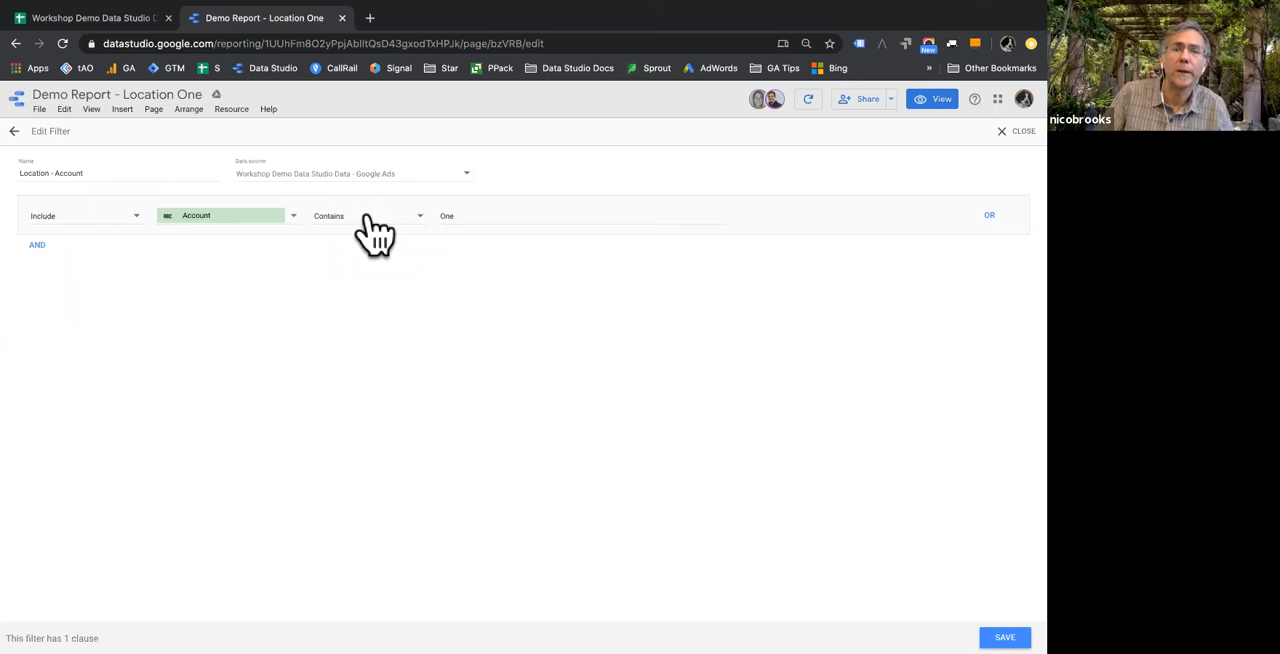 Workshop Demo Data Studio
Demo Report - Location One
datastudio.google.com/reporting/1UUhFm8O2yPpjAbIltQsD43gxodTxHPJk/page/bzVRB/edit
New
Apps tAO GA GTM S Data Studio CallRail Signal Star PPack Data Studio Docs Sprout AdWords GA Tips Bing » Other Bookmarks
Demo Report - Location One
File Edit View Insert Page Arrange Resource Help
Share View
Edit Filter
CLOSE
Name
Location - Account
Data source
Workshop Demo Data Studio Data - Google Ads
Include ABC Account Contains One OR
AND
This filter has 1 clause
SAVE
nicobrooks